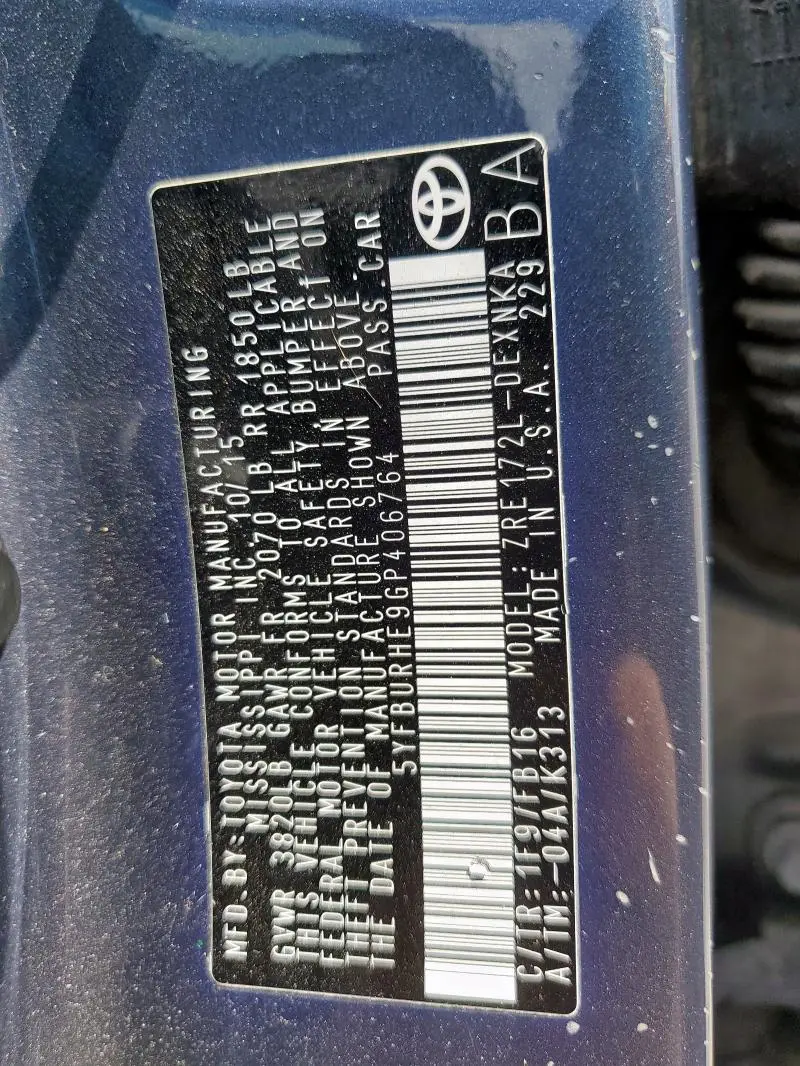 MFD.BY:TOYOTA MOTOR MANUFACTURING
MISSISSIPPI INC. 10/15
GVWR 3820LB GAWR FR 2070 LB RR 1850LB
THIS VEHICLE CONFORMS TO ALL APPLICABLE
FEDERAL MOTOR VEHICLE SAFETY, BUMPER AND
THEFT PREVENTION STANDARDS IN EFFECT ON
THE DATE OF MANUFACTURE SHOWN ABOVE.
5YFBURHE9GP406764 PASS.CAR
C/TR:1F9/FB16 MODEL:ZRE172L-DEXNKA
A/TM:-04A/K313 MADE IN U.S.A. 229 BA